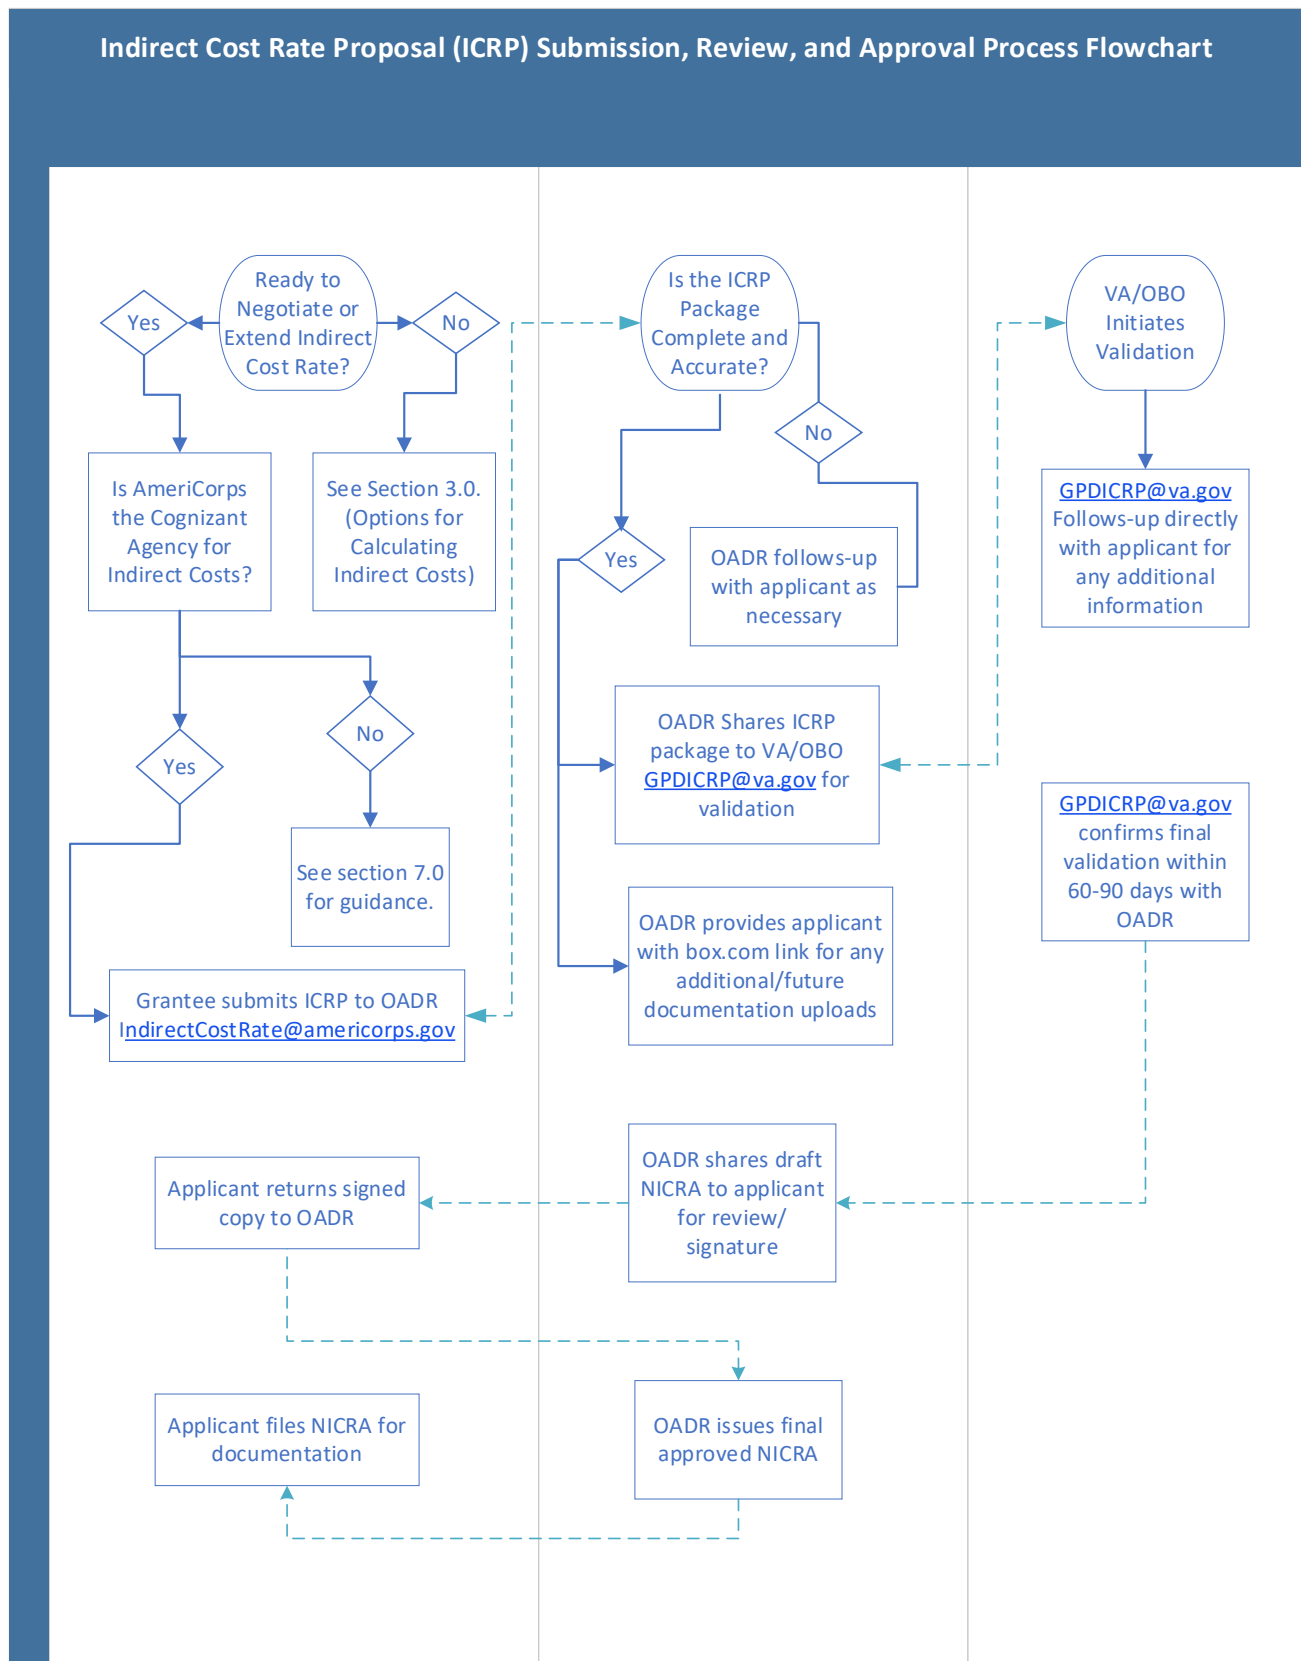 Indirect Cost Rate Proposal (ICRP) Submission, Review, and Approval Process Flowchart
Ready to
Negotiate or
Extend Indirect
Cost Rate?
Yes
No
Is AmeriCorps
the Cognizant
Agency for
Indirect Costs?
See Section 3.0.
(Options for
Calculating
Indirect Costs)
Yes
No
See section 7.0
for guidance.
Grantee submits ICRP to OADR
IndirectCostRate@americorps.gov
Is the ICRP
Package
Complete and
Accurate?
No
Yes
OADR follows-up
with applicant as
necessary
OADR Shares ICRP
package to VA/OBO
GPDICRP@va.gov for
validation
OADR provides applicant
with box.com link for any
additional/future
documentation uploads
VA/OBO
Initiates
Validation
GPDICRP@va.gov
Follows-up directly
with applicant for
any additional
information
GPDICRP@va.gov
confirms final
validation within
60-90 days with
OADR
OADR shares draft
NICRA to applicant
for review/
signature
Applicant returns signed
copy to OADR
OADR issues final
approved NICRA
Applicant files NICRA for
documentation